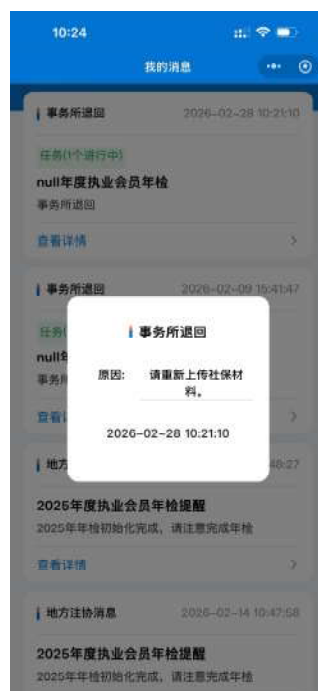 10:24
我的消息
事务所退回 2026-02-28 10:21:10
任务(1个进行中)
null年度执业会员年检
事务所退回
查看详情
事务所退回 2026-02-09 15:41:47
任务(
null年
事务所
查看
事务所退回
原因: 请重新上传社保材
料。
2026-02-28 10:21:10
地方
2025年度执业会员年检提醒
2025年年检初始化完成，请注意完成年检
查看详情
地方注协消息 2026-02-14 10:47:58
2025年度执业会员年检提醒
2025年年检初始化完成，请注意完成年检